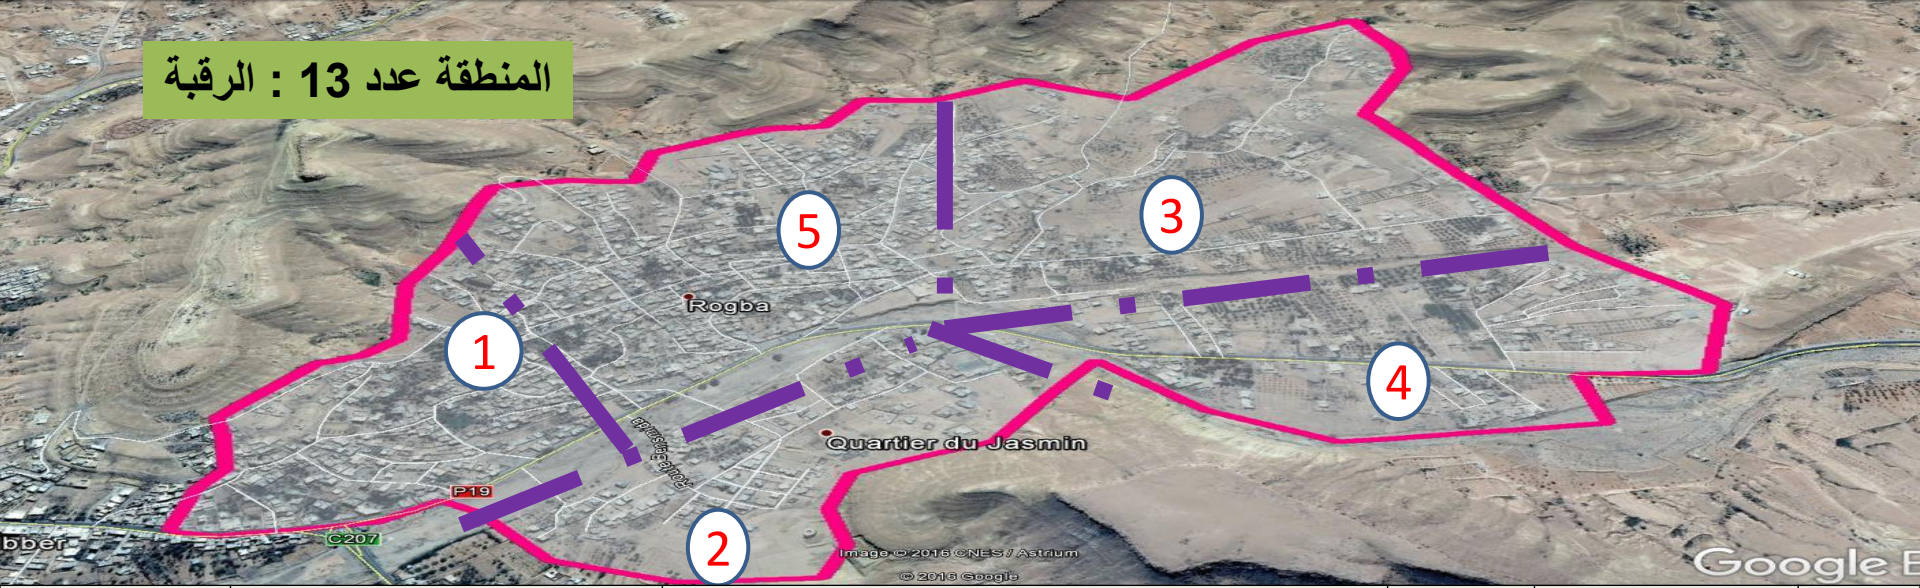 المنطقة عدد 13 : الرقبة
5
3
Rogba
1
4
Quartier du Jasmin
P19
C207
bber
2
Image © 2016 CNES / Astrium
© 2016 Google
Google E